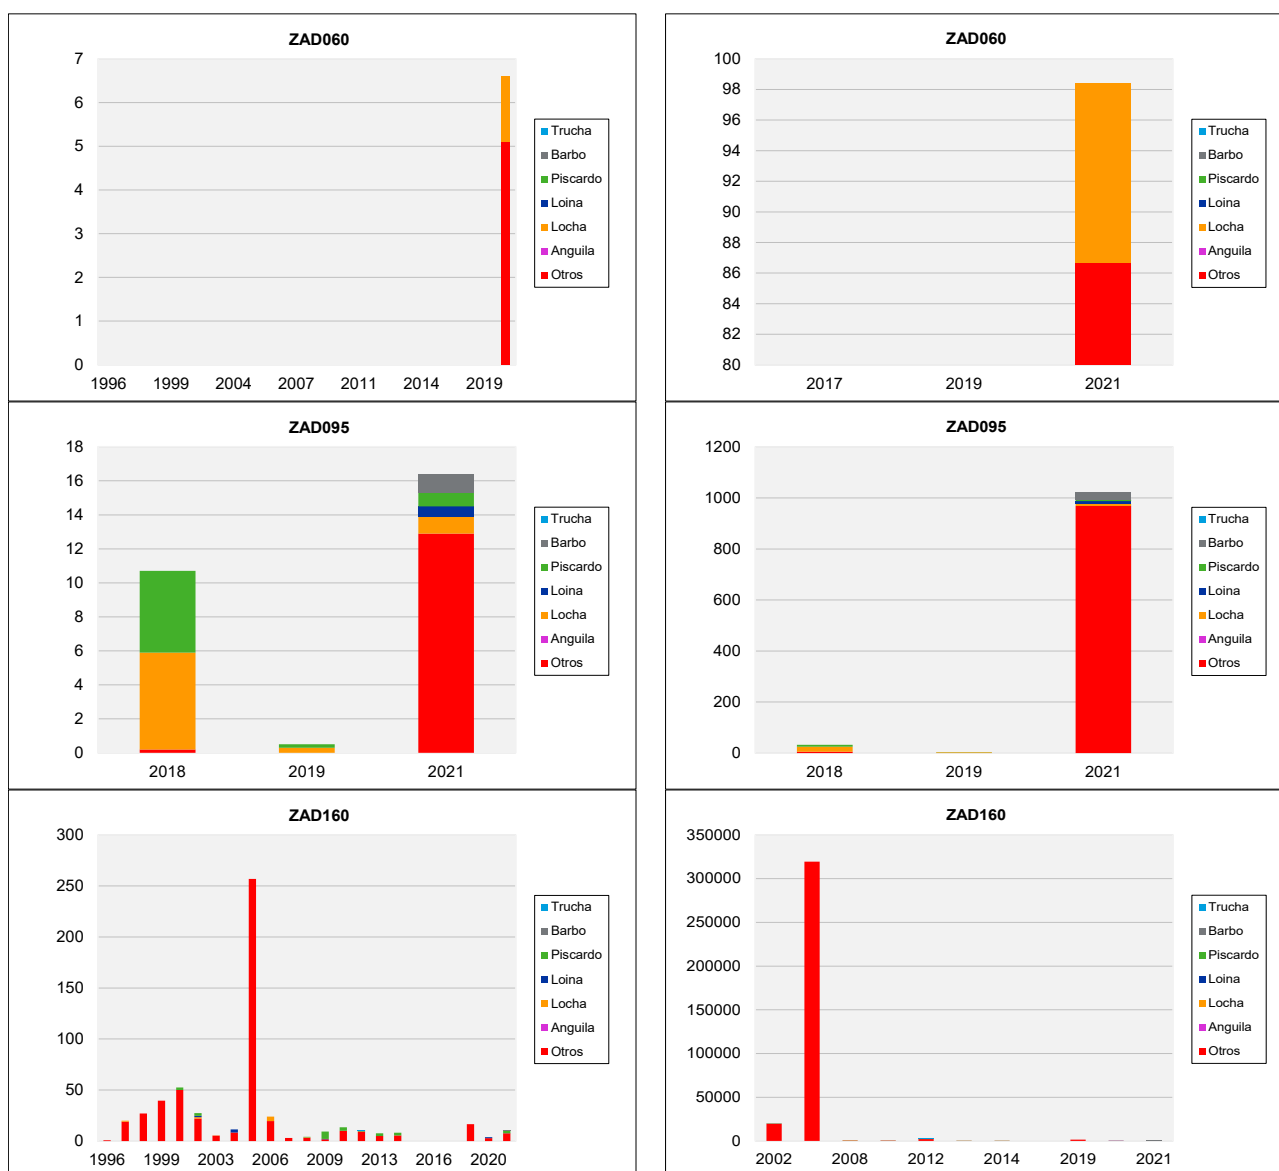 ZAD060
7
6
5
4
3
2
1
0
1996 1999 2004 2007 2011 2014 2019
Trucha
Barbo
Piscardo
Loina
Locha
Anguila
Otros
ZAD060
100
98
96
94
92
90
88
86
84
82
80
2017 2019 2021
Trucha
Barbo
Piscardo
Loina
Locha
Anguila
Otros
ZAD095
18
16
14
12
10
8
6
4
2
0
2018 2019 2021
Trucha
Barbo
Piscardo
Loina
Locha
Anguila
Otros
ZAD095
1200
1000
800
600
400
200
0
2018 2019 2021
Trucha
Barbo
Piscardo
Loina
Locha
Anguila
Otros
ZAD160
300
250
200
150
100
50
0
1996 1999 2003 2006 2009 2013 2016 2020
Trucha
Barbo
Piscardo
Loina
Locha
Anguila
Otros
ZAD160
350000
300000
250000
200000
150000
100000
50000
0
2002 2008 2012 2014 2019 2021
Trucha
Barbo
Piscardo
Loina
Locha
Anguila
Otros